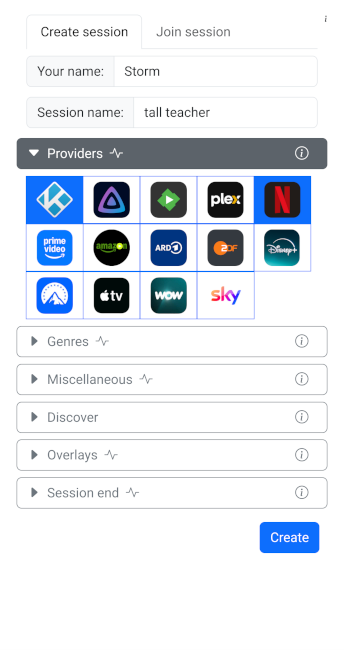 i
Create session Join session
Your name: Storm
Session name: tall teacher
Providers i
plex N
prime video amazon ARD 1 ZDF Disney+
tv wow sky
Genres i
Miscellaneous i
Discover i
Overlays i
Session end i
Create